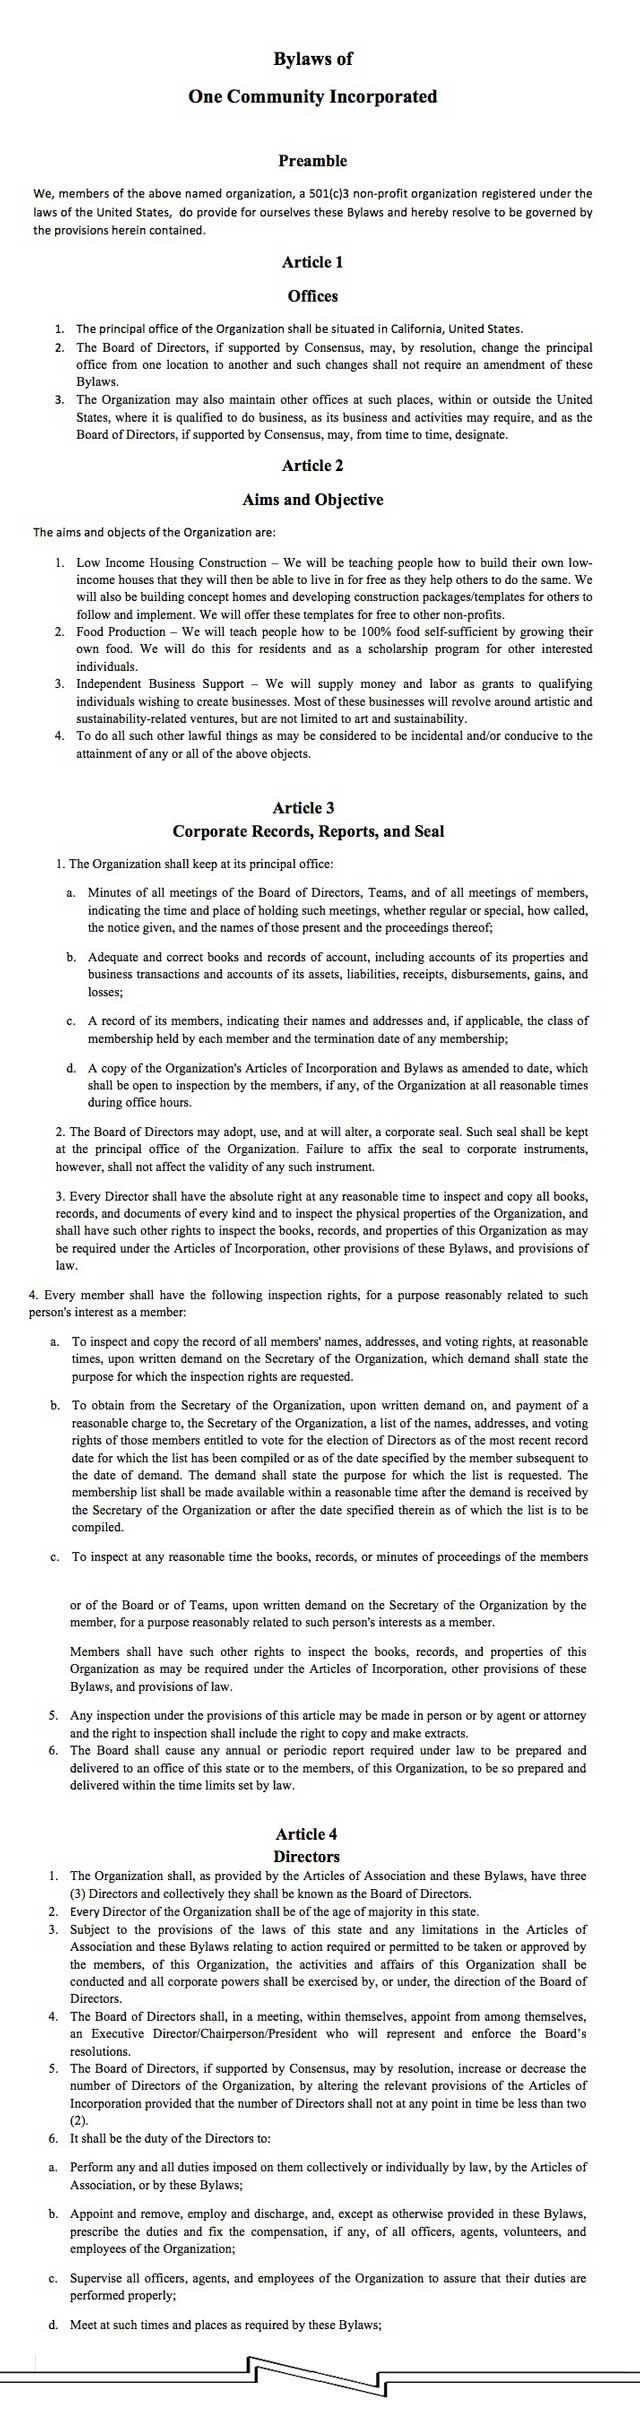 Bylaws of
One Community Incorporated
Preamble
We, members of the above named organization, a 501(c)3 non-profit organization registered under the
laws of the United States, do provide for ourselves these Bylaws and hereby resolve to be governed by
the provisions herein contained.
Article 1
Offices
1. The principal office of the Organization shall be situated in California, United States.
2. The Board of Directors, if supported by Consensus, may, by resolution, change the principal
office from one location to another and such changes shall not require an amendment of these
Bylaws.
3. The Organization may also maintain other offices at such places, within or outside the United
States, where it is qualified to do business, as its business and activities may require, and as the
Board of Directors, if supported by Consensus, may, from time to time, designate.
Article 2
Aims and Objective
The aims and objects of the Organization are:
1. Low Income Housing Construction – We will be teaching people how to build their own low-
income houses that they will then be able to live in for free as they help others to do the same. We
will also be building concept homes and developing construction packages/templates for others to
follow and implement. We will offer these templates for free to other non-profits.
2. Food Production – We will teach people how to be 100% food self-sufficient by growing their
own food. We will do this for residents and as a scholarship program for other interested
individuals.
3. Independent Business Support – We will supply money and labor as grants to qualifying
individuals wishing to create businesses. Most of these businesses will revolve around artistic and
sustainability-related ventures, but are not limited to art and sustainability.
4. To do all such other lawful things as may be considered to be incidental and/or conducive to the
attainment of any or all of the above objects.
Article 3
Corporate Records, Reports, and Seal
1. The Organization shall keep at its principal office:
a. Minutes of all meetings of the Board of Directors, Teams, and of all meetings of members,
indicating the time and place of holding such meetings, whether regular or special, how called,
the notice given, and the names of those present and the proceedings thereof;
b. Adequate and correct books and records of account, including accounts of its properties and
business transactions and accounts of its assets, liabilities, receipts, disbursements, gains, and
losses;
c. A record of its members, indicating their names and addresses and, if applicable, the class of
membership held by each member and the termination date of any membership;
d. A copy of the Organization's Articles of Incorporation and Bylaws as amended to date, which
shall be open to inspection by the members, if any, of the Organization at all reasonable times
during office hours.
2. The Board of Directors may adopt, use, and at will alter, a corporate seal. Such seal shall be kept
at the principal office of the Organization. Failure to affix the seal to corporate instruments,
however, shall not affect the validity of any such instrument.
3. Every Director shall have the absolute right at any reasonable time to inspect and copy all books,
records, and documents of every kind and to inspect the physical properties of the Organization, and
shall have such other rights to inspect the books, records, and properties of this Organization as may
be required under the Articles of Incorporation, other provisions of these Bylaws, and provisions of
law.
4. Every member shall have the following inspection rights, for a purpose reasonably related to such
person's interest as a member:
a. To inspect and copy the record of all members' names, addresses, and voting rights, at reasonable
times, upon written demand on the Secretary of the Organization, which demand shall state the
purpose for which the inspection rights are requested.
b. To obtain from the Secretary of the Organization, upon written demand on, and payment of a
reasonable charge to, the Secretary of the Organization, a list of the names, addresses, and voting
rights of those members entitled to vote for the election of Directors as of the most recent record
date for which the list has been compiled or as of the date specified by the member subsequent to
the date of demand. The demand shall state the purpose for which the list is requested. The
membership list shall be made available within a reasonable time after the demand is received by
the Secretary of the Organization or after the date specified therein as of which the list is to be
compiled.
c. To inspect at any reasonable time the books, records, or minutes of proceedings of the members
or of the Board or of Teams, upon written demand on the Secretary of the Organization by the
member, for a purpose reasonably related to such person's interests as a member.
Members shall have such other rights to inspect the books, records, and properties of this
Organization as may be required under the Articles of Incorporation, other provisions of these
Bylaws, and provisions of law.
5. Any inspection under the provisions of this article may be made in person or by agent or attorney
and the right to inspection shall include the right to copy and make extracts.
6. The Board shall cause any annual or periodic report required under law to be prepared and
delivered to an office of this state or to the members, of this Organization, to be so prepared and
delivered within the time limits set by law.
Article 4
Directors
1. The Organization shall, as provided by the Articles of Association and these Bylaws, have three
(3) Directors and collectively they shall be known as the Board of Directors.
2. Every Director of the Organization shall be of the age of majority in this state.
3. Subject to the provisions of the laws of this state and any limitations in the Articles of
Association and these Bylaws relating to action required or permitted to be taken or approved by
the members, of this Organization, the activities and affairs of this Organization shall be
conducted and all corporate powers shall be exercised by, or under, the direction of the Board of
Directors.
4. The Board of Directors shall, in a meeting, within themselves, appoint from among themselves,
an Executive Director/Chairperson/President who will represent and enforce the Board's
resolutions.
5. The Board of Directors, if supported by Consensus, may by resolution, increase or decrease the
number of Directors of the Organization, by altering the relevant provisions of the Articles of
Incorporation provided that the number of Directors shall not at any point in time be less than two
(2).
6. It shall be the duty of the Directors to:
a. Perform any and all duties imposed on them collectively or individually by law, by the Articles of
Association, or by these Bylaws;
b. Appoint and remove, employ and discharge, and, except as otherwise provided in these Bylaws,
prescribe the duties and fix the compensation, if any, of all officers, agents, volunteers, and
employees of the Organization;
c. Supervise all officers, agents, and employees of the Organization to assure that their duties are
performed properly;
d. Meet at such times and places as required by these Bylaws;